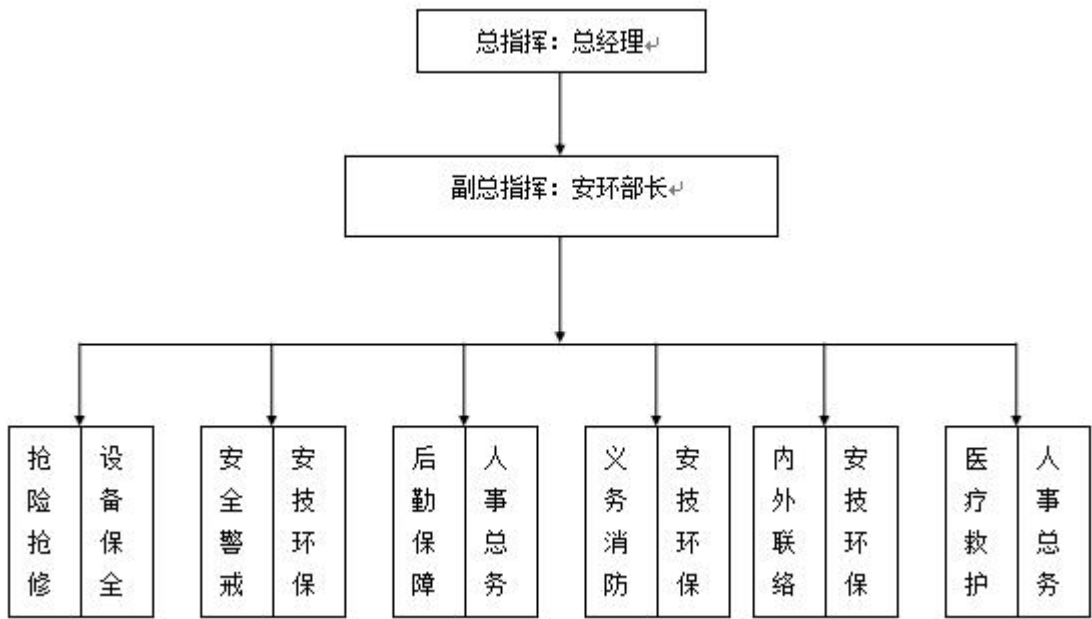 总指挥：总经理↵
副总指挥：安环部长↵
抢险抢修
设备保全
安全警戒
安技环保
后勤保障
人事总务
义务消防
安技环保
内外联络
安技环保
医疗救护
人事总务